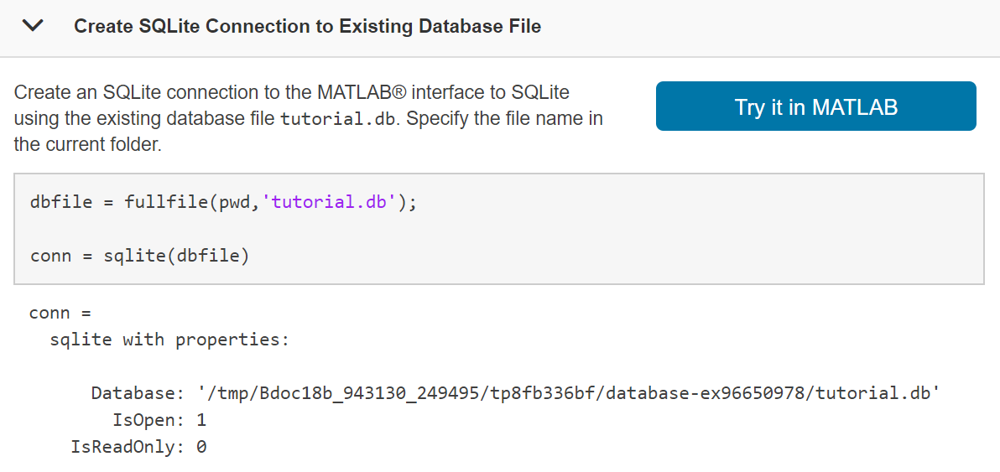 Create SQLite Connection to Existing Database File
Create an SQLite connection to the MATLAB® interface to SQLite
using the existing database file tutorial.db. Specify the file name in
the current folder.
Try it in MATLAB
dbfile = fullfile(pwd,'tutorial.db');
conn = sqlite(dbfile)
conn =
sqlite with properties:
Database: '/tmp/Bdoc18b_943130_249495/tp8fb336bf/database-ex96650978/tutorial.db'
IsOpen: 1
IsReadOnly: 0